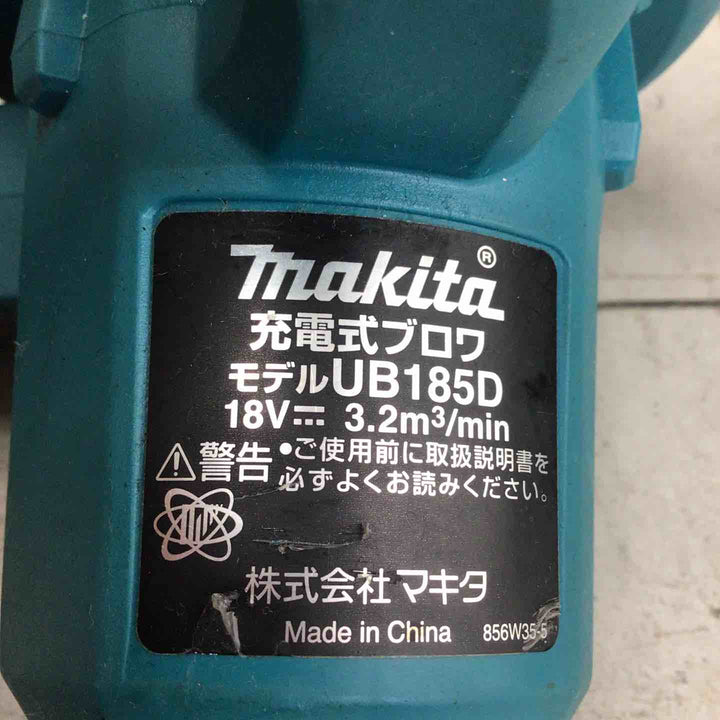 makita®
充電式ブロワ
モデルUB185D
18V⎓ 3.2m³/min
⚠警告 •ご使用前に取扱説明書を
必ずよくお読みください。
株式会社マキタ
Made in China 856W35-5